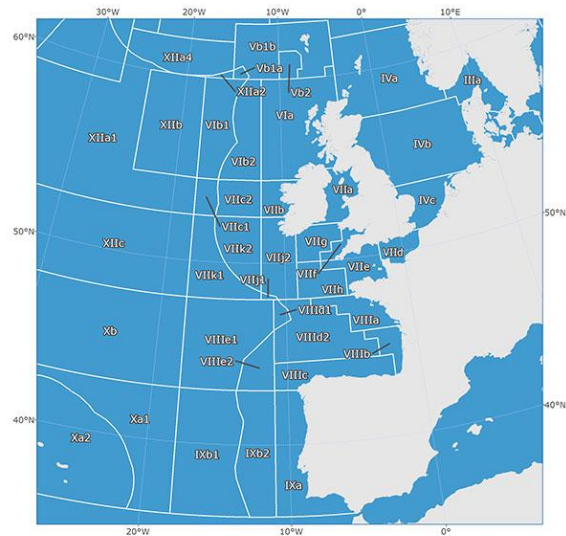 20°W
10°W
0°
10°E
60°N
Vb1b
XIIa4
Vb1a
IVa
IIIa
XIIa2
Vb2
VIa
XIIa1
XIIb
VIb1
IVb
VIb2
VIIa
VIIc2
VIIb
IVc
50°N
VIIc1
50°N
XIIc
VIIg
VIIk2
VIId
VIIj2
VIIe
VIIk1
VIIj1
VIIf
VIIh
VIIId1
VIIIa
Xb
VIIIe1
VIIId2
VIIIb
VIIIe2
VIIIc
40°N
40°N
Xa1
Xa2
IXb1
IXb2
IXa
20°W
10°W
0°